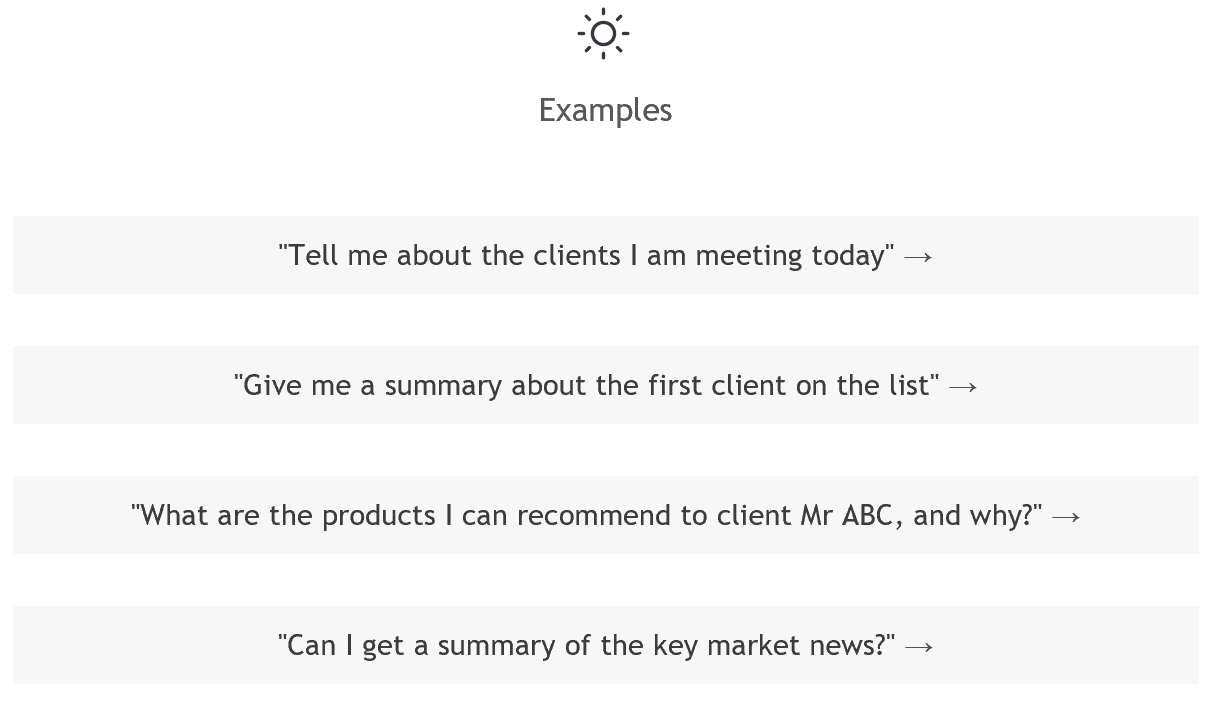 Examples
"Tell me about the clients I am meeting today" →
"Give me a summary about the first client on the list" →
"What are the products I can recommend to client Mr ABC, and why?" →
"Can I get a summary of the key market news?" →